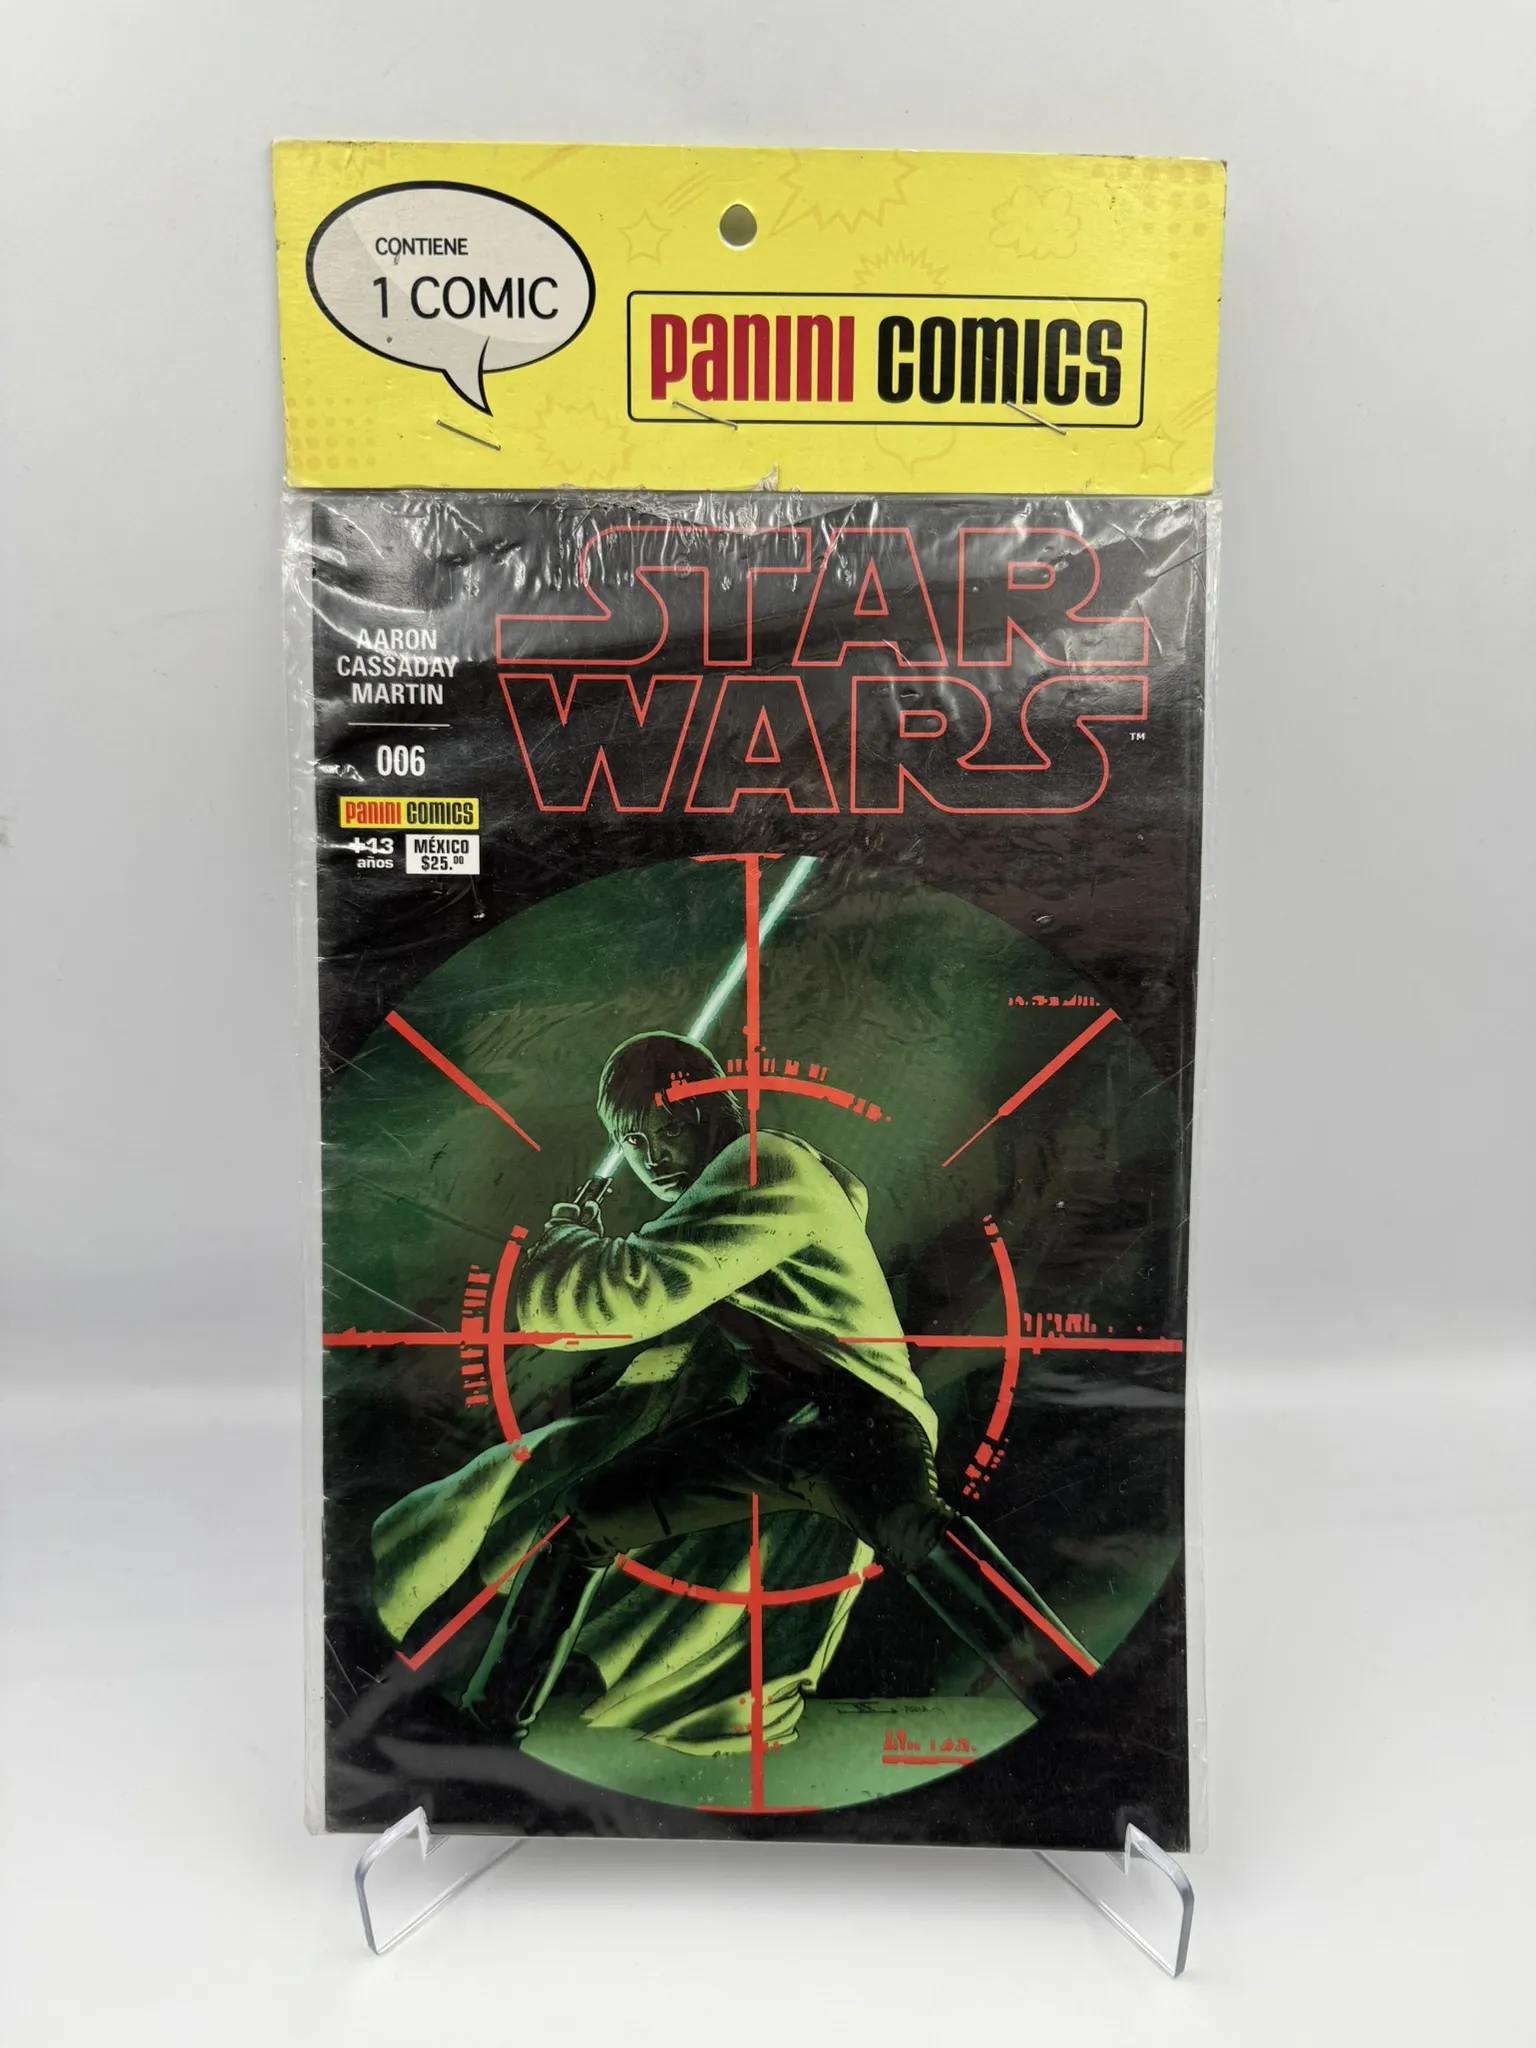 CONTIENE
1 COMIC
PANINI COMICS
STAR
WARS
TM
AARON
CASSADAY
MARTIN
006
PANINI COMICS
+13
años
MÉXICO
$25.00